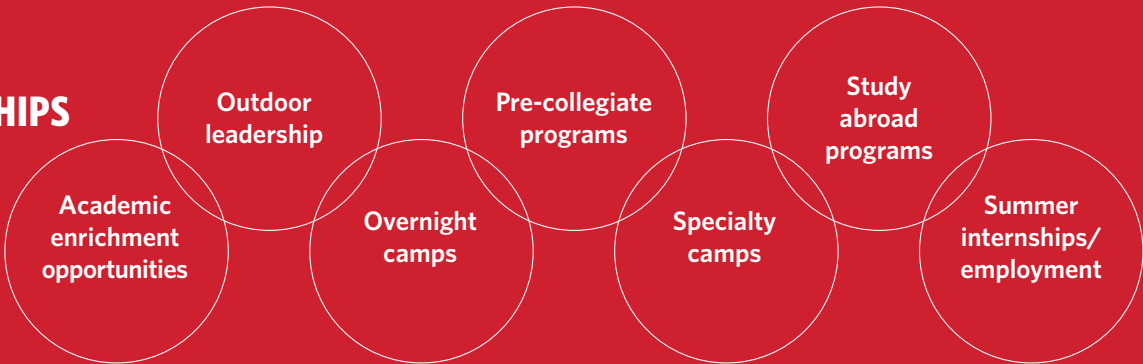 HIPS
Outdoor
leadership
Pre-collegiate
programs
Study
abroad
programs
Academic
enrichment
opportunities
Overnight
camps
Specialty
camps
Summer
internships/
employment